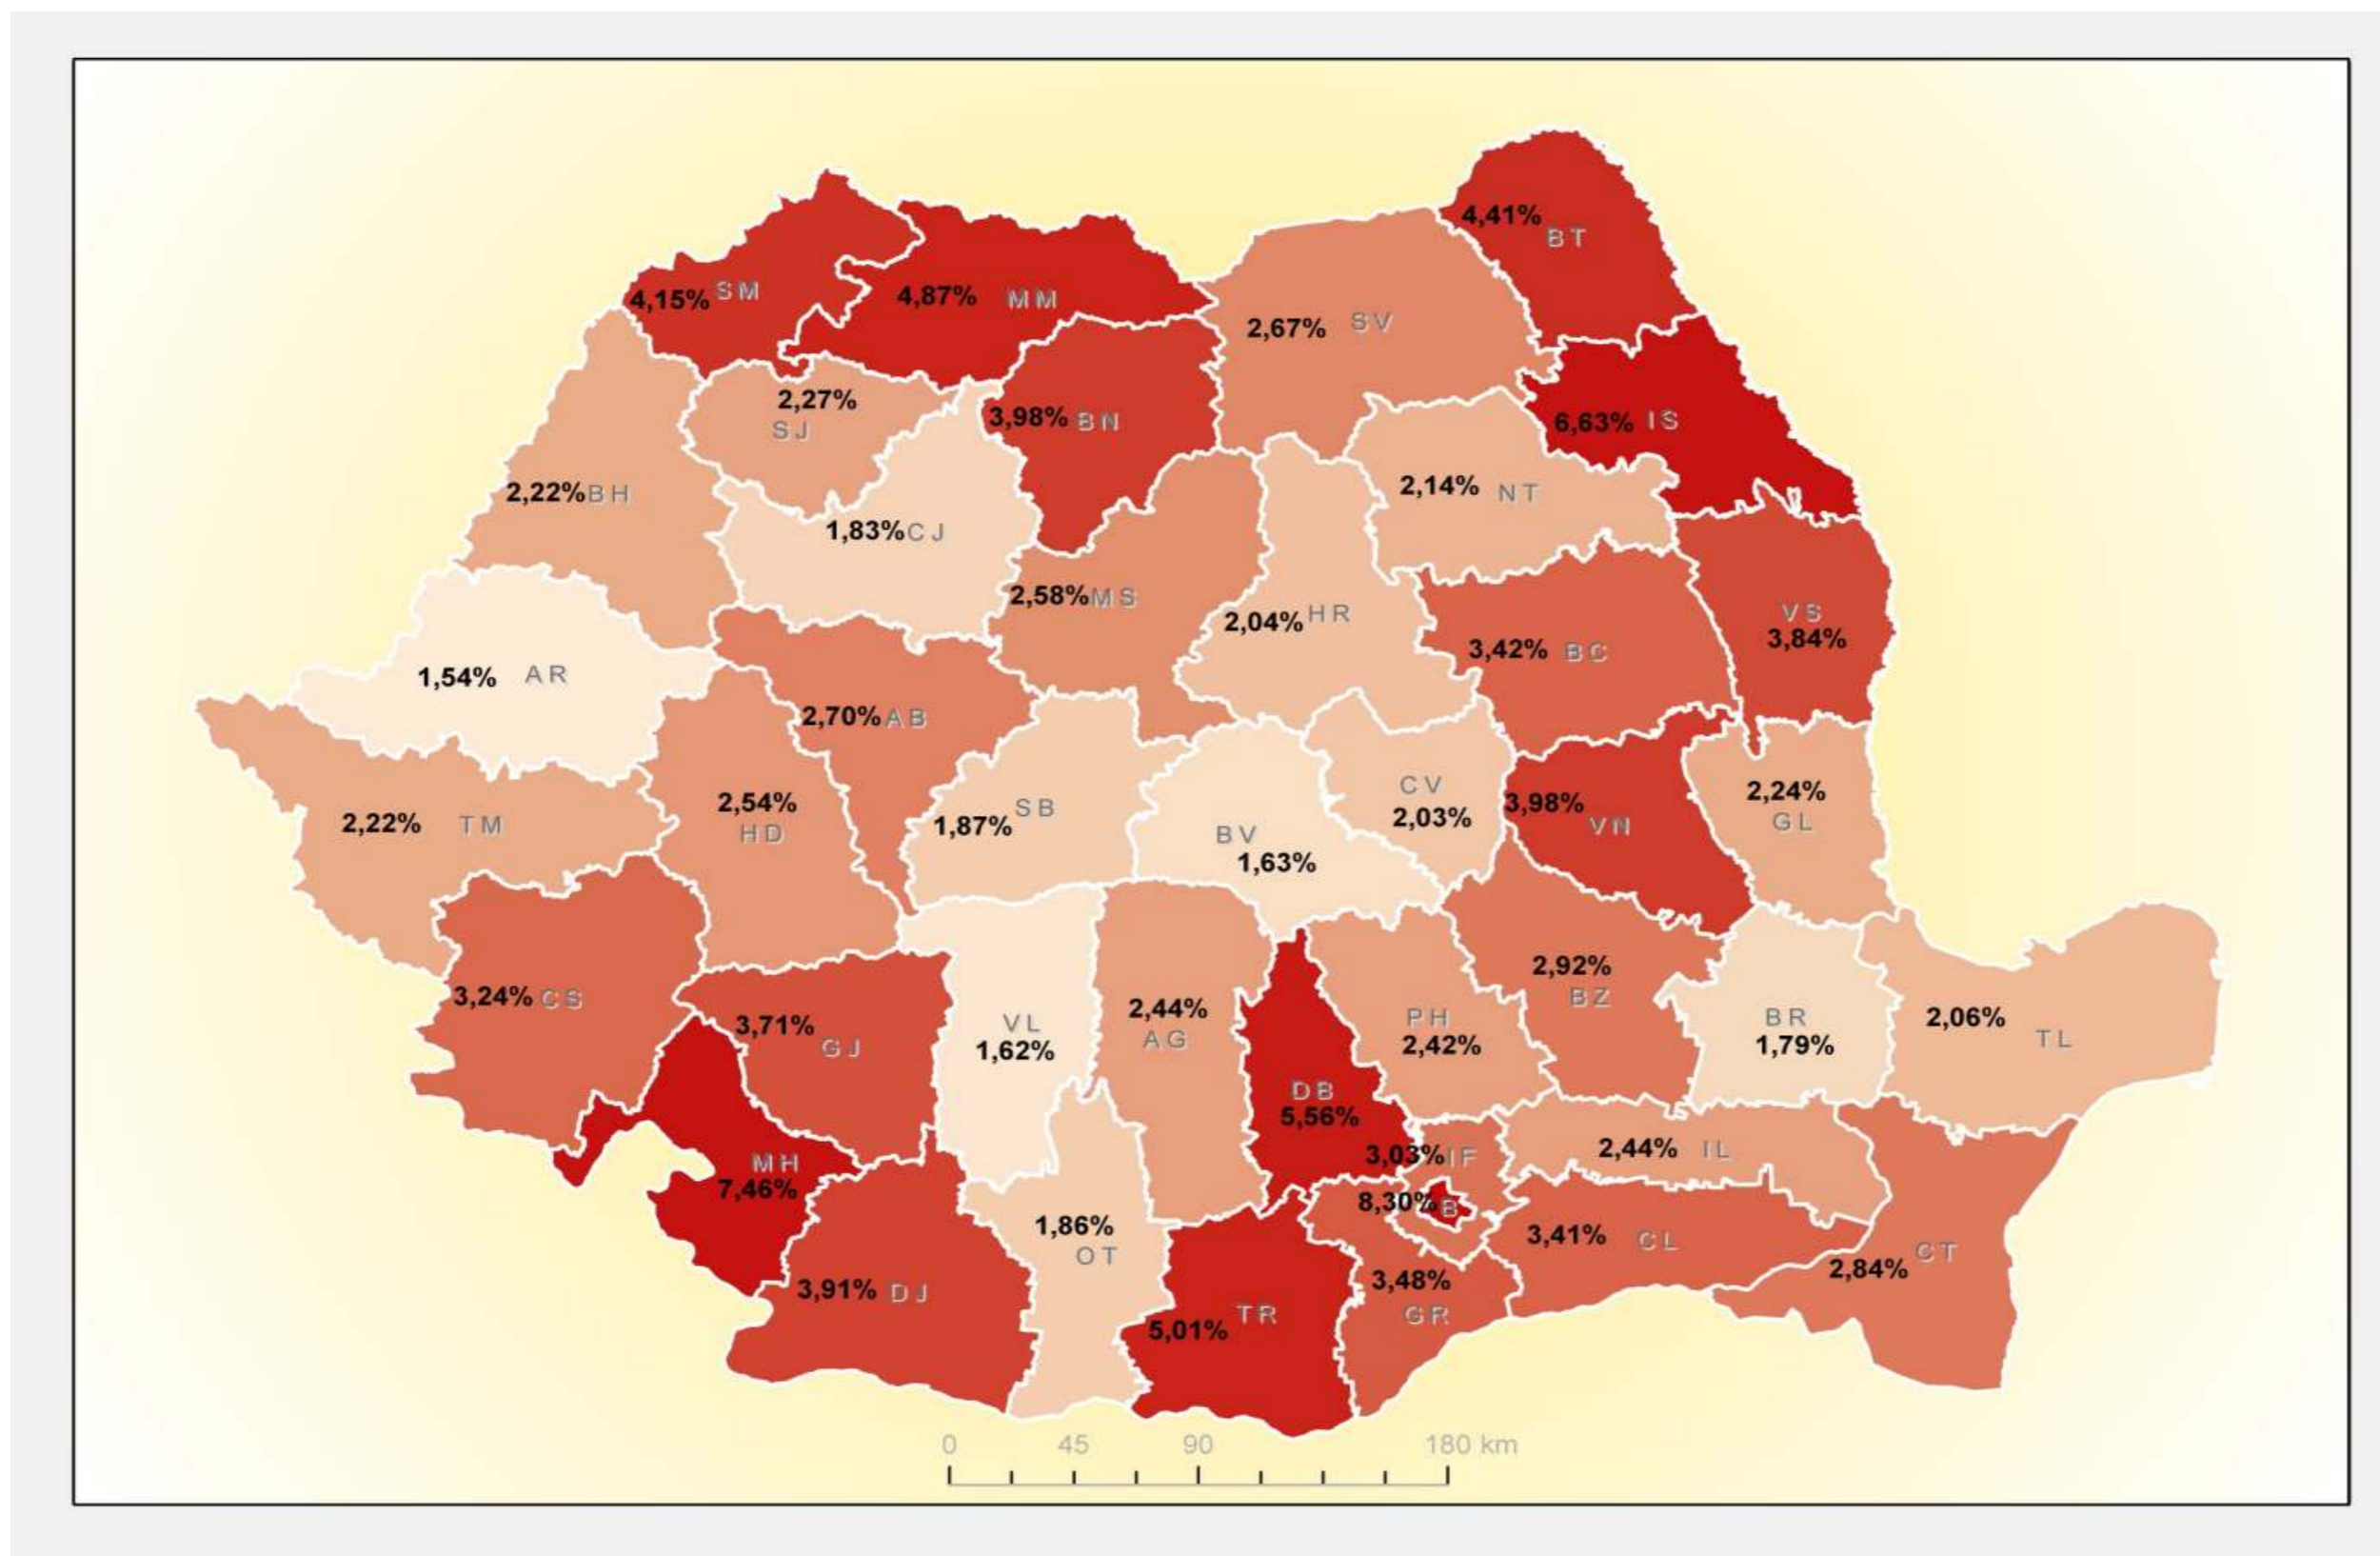 4,41%
BT
4,15% SM
4,87% MM
2,67% SV
2,27%
SJ
3,98% BN
6,63% IS
2,22% BH
2,14% NT
1,83% CJ
2,58% MS
2,04% HR
VS
3,84%
3,42% BC
1,54% AR
2,70% AB
2,54%
HD
CV
2,03%
2,24%
GL
3,98%
VN
2,22% TM
1,87% SB
BV
1,63%
2,92%
BZ
3,24% CS
3,71%
GJ
VL
1,62%
2,44%
AG
PH
2,42%
BR
1,79%
2,06%
TL
DB
5,56%
3,03% IF
2,44% IL
MH
7,46%
8,30% B
1,86%
OT
3,41% CL
CT
2,84%
3,91% DJ
3,48%
GR
TR
5,01%
0 45 90 180 km